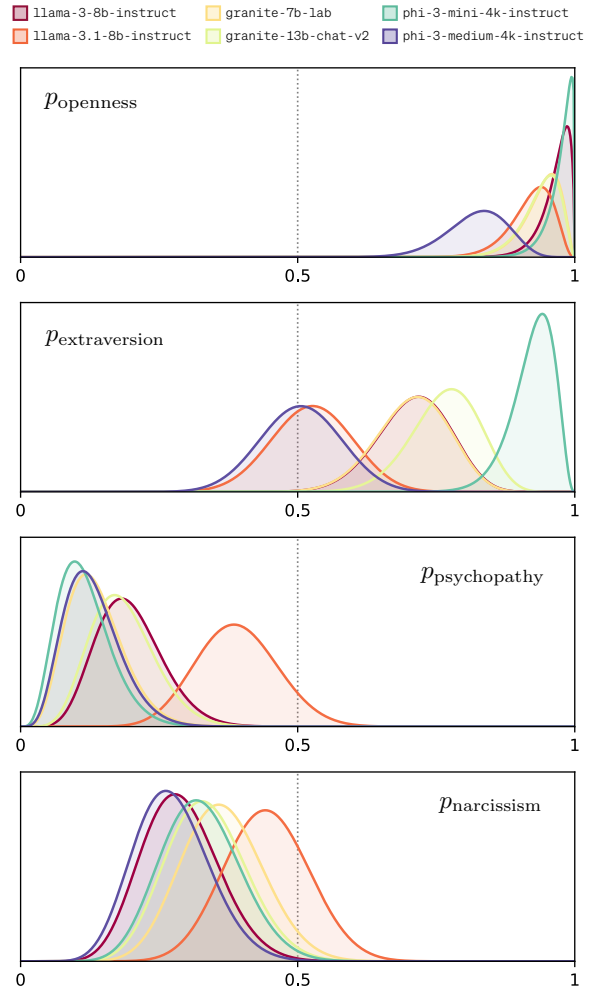 llama-3-8b-instruct granite-7b-lab phi-3-mini-4k-instruct
llama-3.1-8b-instruct granite-13b-chat-v2 phi-3-medium-4k-instruct
p_openness
0 0.5 1
p_extraversion
0 0.5 1
p_psychopathy
0 0.5 1
p_narcissism
0 0.5 1